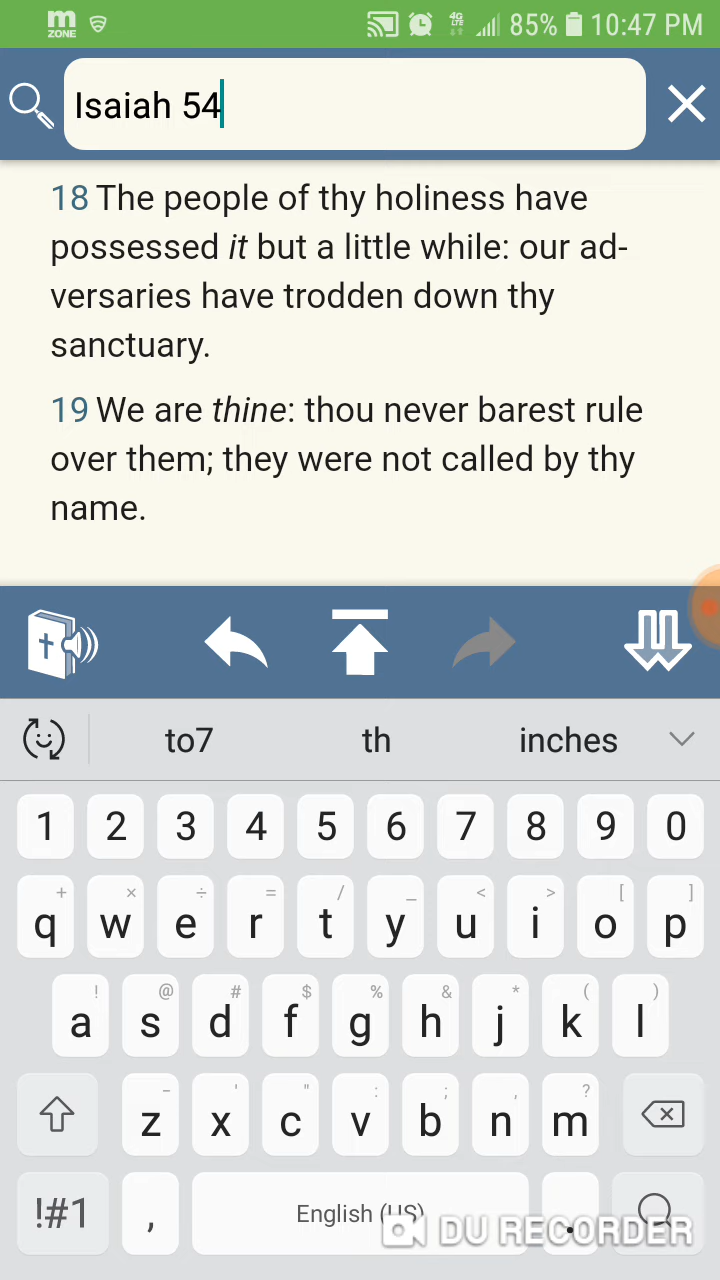 m ZONE 4G LTE 85% 10:47 PM
Isaiah 54
18 The people of thy holiness have
possessed it but a little while: our ad-
versaries have trodden down thy
sanctuary.
19 We are thine: thou never barest rule
over them; they were not called by thy
name.
to7 th inches
1 2 3 4 5 6 7 8 9 0
+ × ÷ = / _ < > [ ]
q w e r t y u i o p
! @ # $ % & * ( )
a s d f g h j k l
- ' " : ; , ?
z x c v b n m
!#1 , English (US) .
DU RECORDER